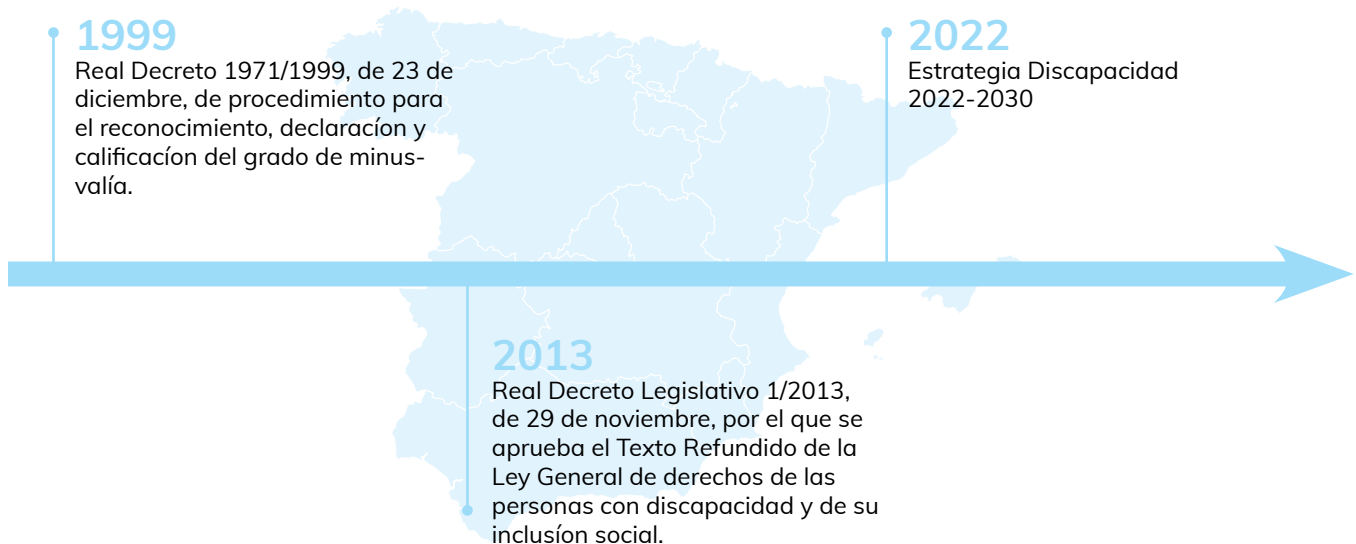 1999
Real Decreto 1971/1999, de 23 de
diciembre, de procedimiento para
el reconocimiento, declaracíon y
calificacíon del grado de minus-
valía.
2013
Real Decreto Legislativo 1/2013,
de 29 de noviembre, por el que se
aprueba el Texto Refundido de la
Ley General de derechos de las
personas con discapacidad y de su
inclusíon social.
2022
Estrategia Discapacidad
2022-2030